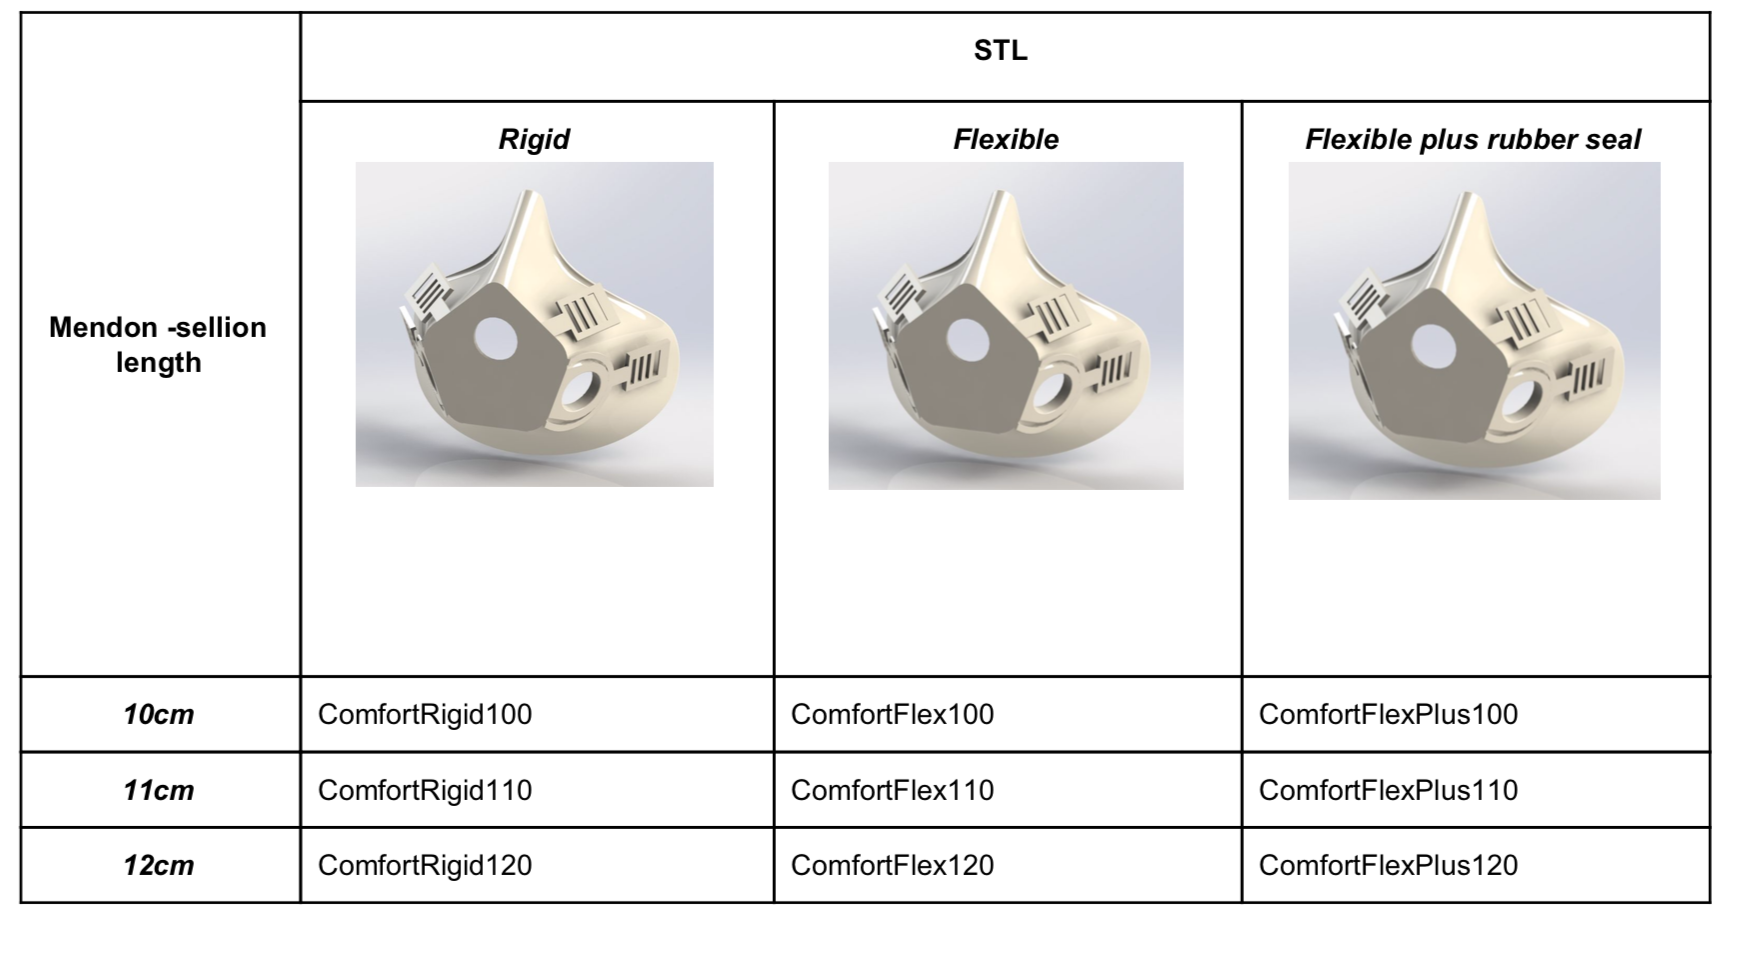 STL
Mendon -sellion
length
Rigid
Flexible
Flexible plus rubber seal
10cm
ComfortRigid100
ComfortFlex100
ComfortFlexPlus100
11cm
ComfortRigid110
ComfortFlex110
ComfortFlexPlus110
12cm
ComfortRigid120
ComfortFlex120
ComfortFlexPlus120